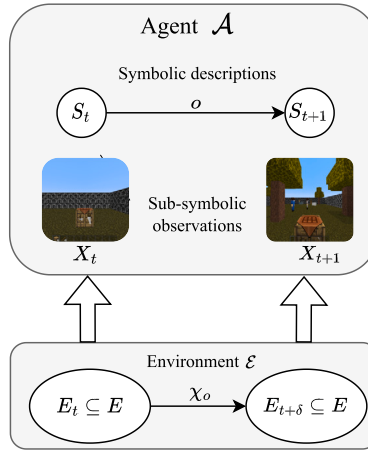 Agent 𝒜
Symbolic descriptions
S_t
o
S_{t+1}
Sub-symbolic
observations
X_t
X_{t+1}
Environment ℰ
E_t ⊆ E
χ_o
E_{t+δ} ⊆ E